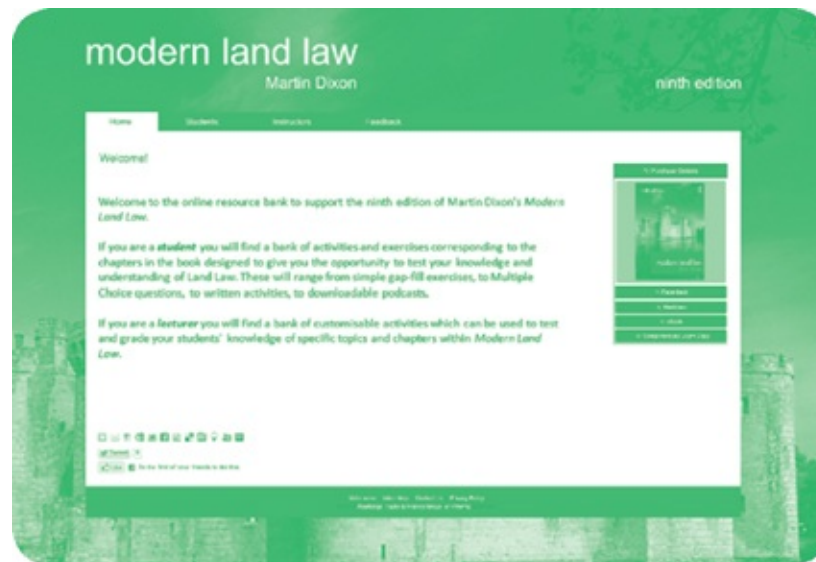 modern land law
Martin Dixon
ninth edition
Home Students Instructors Feedback
Welcome!
Welcome to the online resource bank to support the ninth edition of Martin Dixon's Modern
Land Law.
If you are a student you will find a bank of activities and exercises corresponding to the
chapters in the book designed to give you the opportunity to test your knowledge and
understanding of Land Law. These will range from simple gap-fill exercises, to Multiple
Choice questions, to written activities, to downloadable podcasts.
If you are a lecturer you will find a bank of customisable activities which can be used to test
and grade your students' knowledge of specific topics and chapters within Modern Land
Law.
modern land law